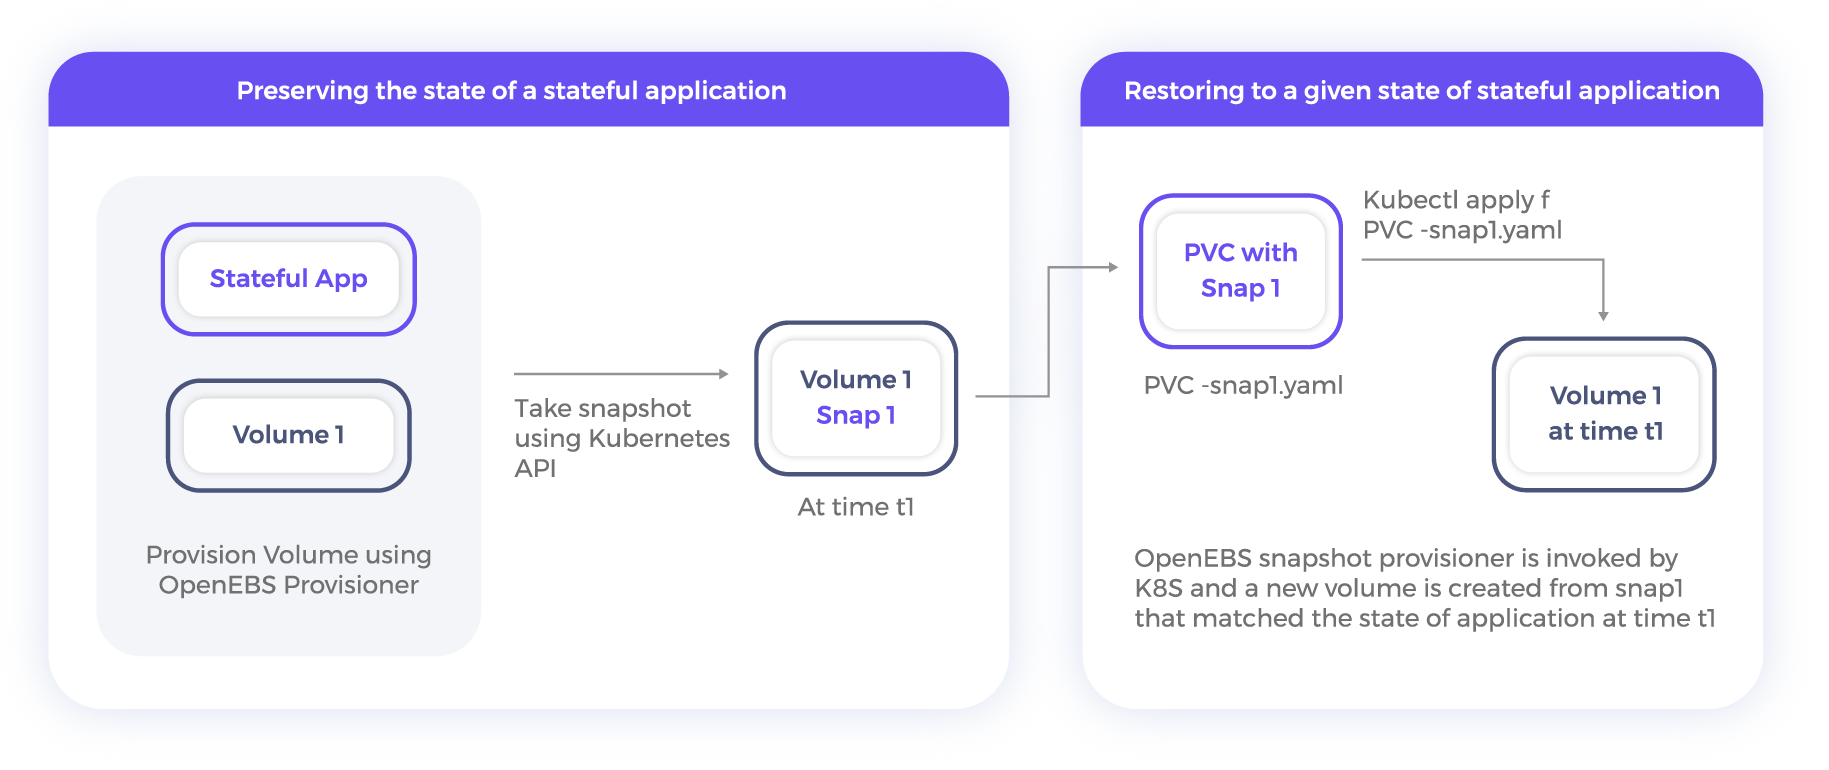 Preserving the state of a stateful application
Stateful App
Volume 1
Provision Volume using
OpenEBS Provisioner
Take snapshot
using Kubernetes
API
Volume 1
Snap 1
At time t1
Restoring to a given state of stateful application
PVC with
Snap 1
PVC -snap1.yaml
Kubectl apply f
PVC -snap1.yaml
Volume 1
at time t1
OpenEBS snapshot provisioner is invoked by
K8S and a new volume is created from snap1
that matched the state of application at time t1